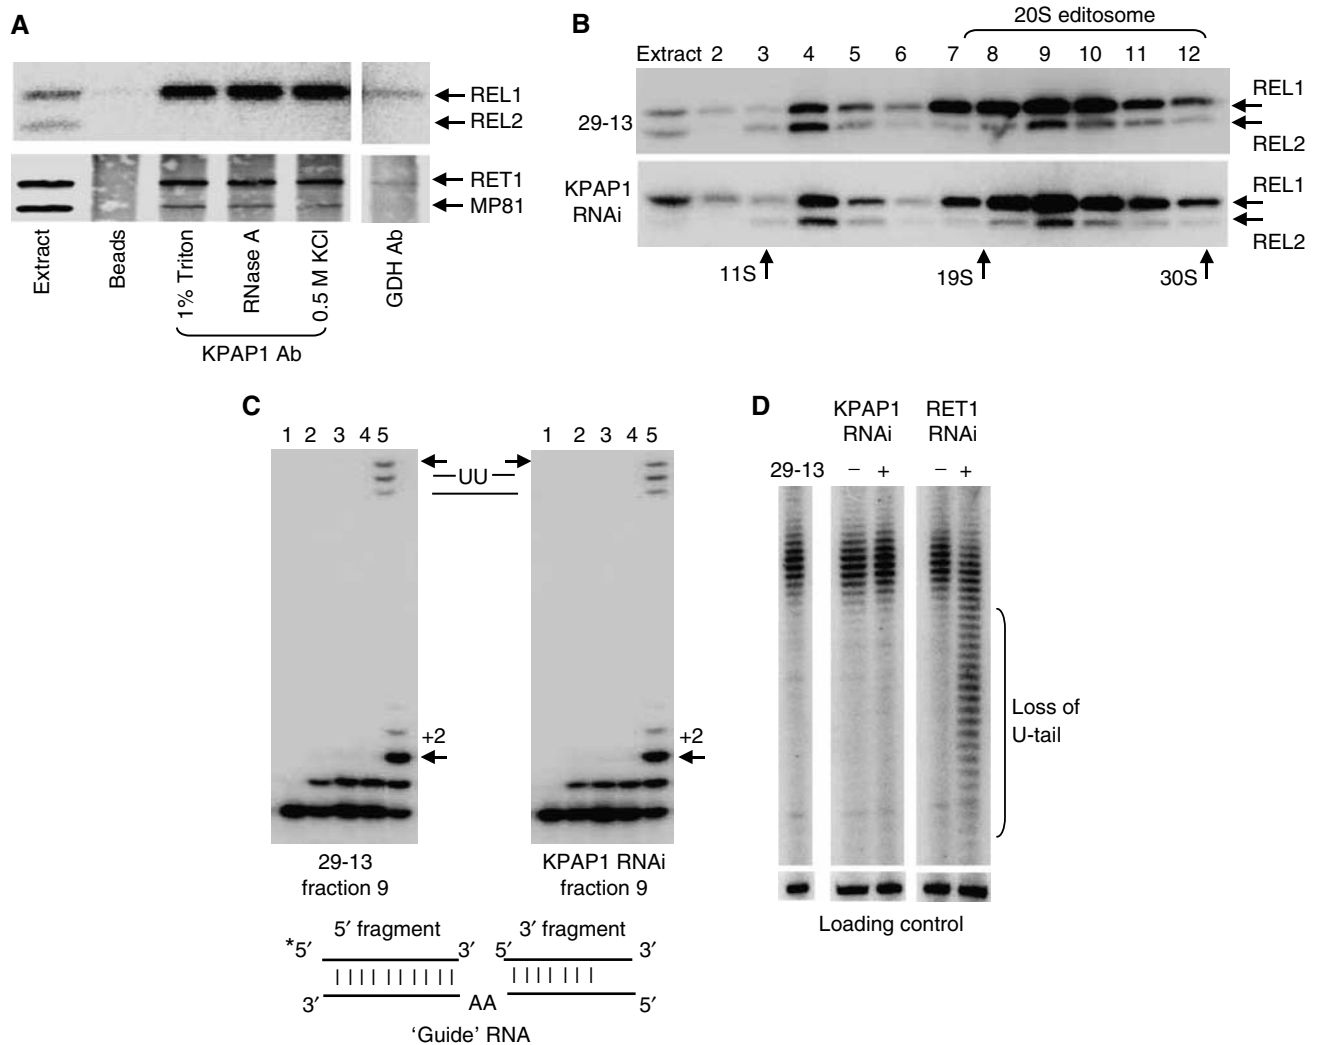 A
REL1
REL2
RET1
MP81
Extract
Beads
1% Triton
RNase A
0.5 M KCl
GDH Ab
KPAP1 Ab
B
20S editosome
Extract 2 3 4 5 6 7 8 9 10 11 12
29-13
REL1
REL2
KPAP1
RNAi
REL1
REL2
11S
19S
30S
C
1 2 3 4 5
1 2 3 4 5
UU
+2
+2
29-13
fraction 9
KPAP1 RNAi
fraction 9
5′ fragment
3′ fragment
*5′
3′
5′
3′
3′
AA
5′
‘Guide’ RNA
D
KPAP1
RNAi
RET1
RNAi
29-13 – + – +
Loss of
U-tail
Loading control